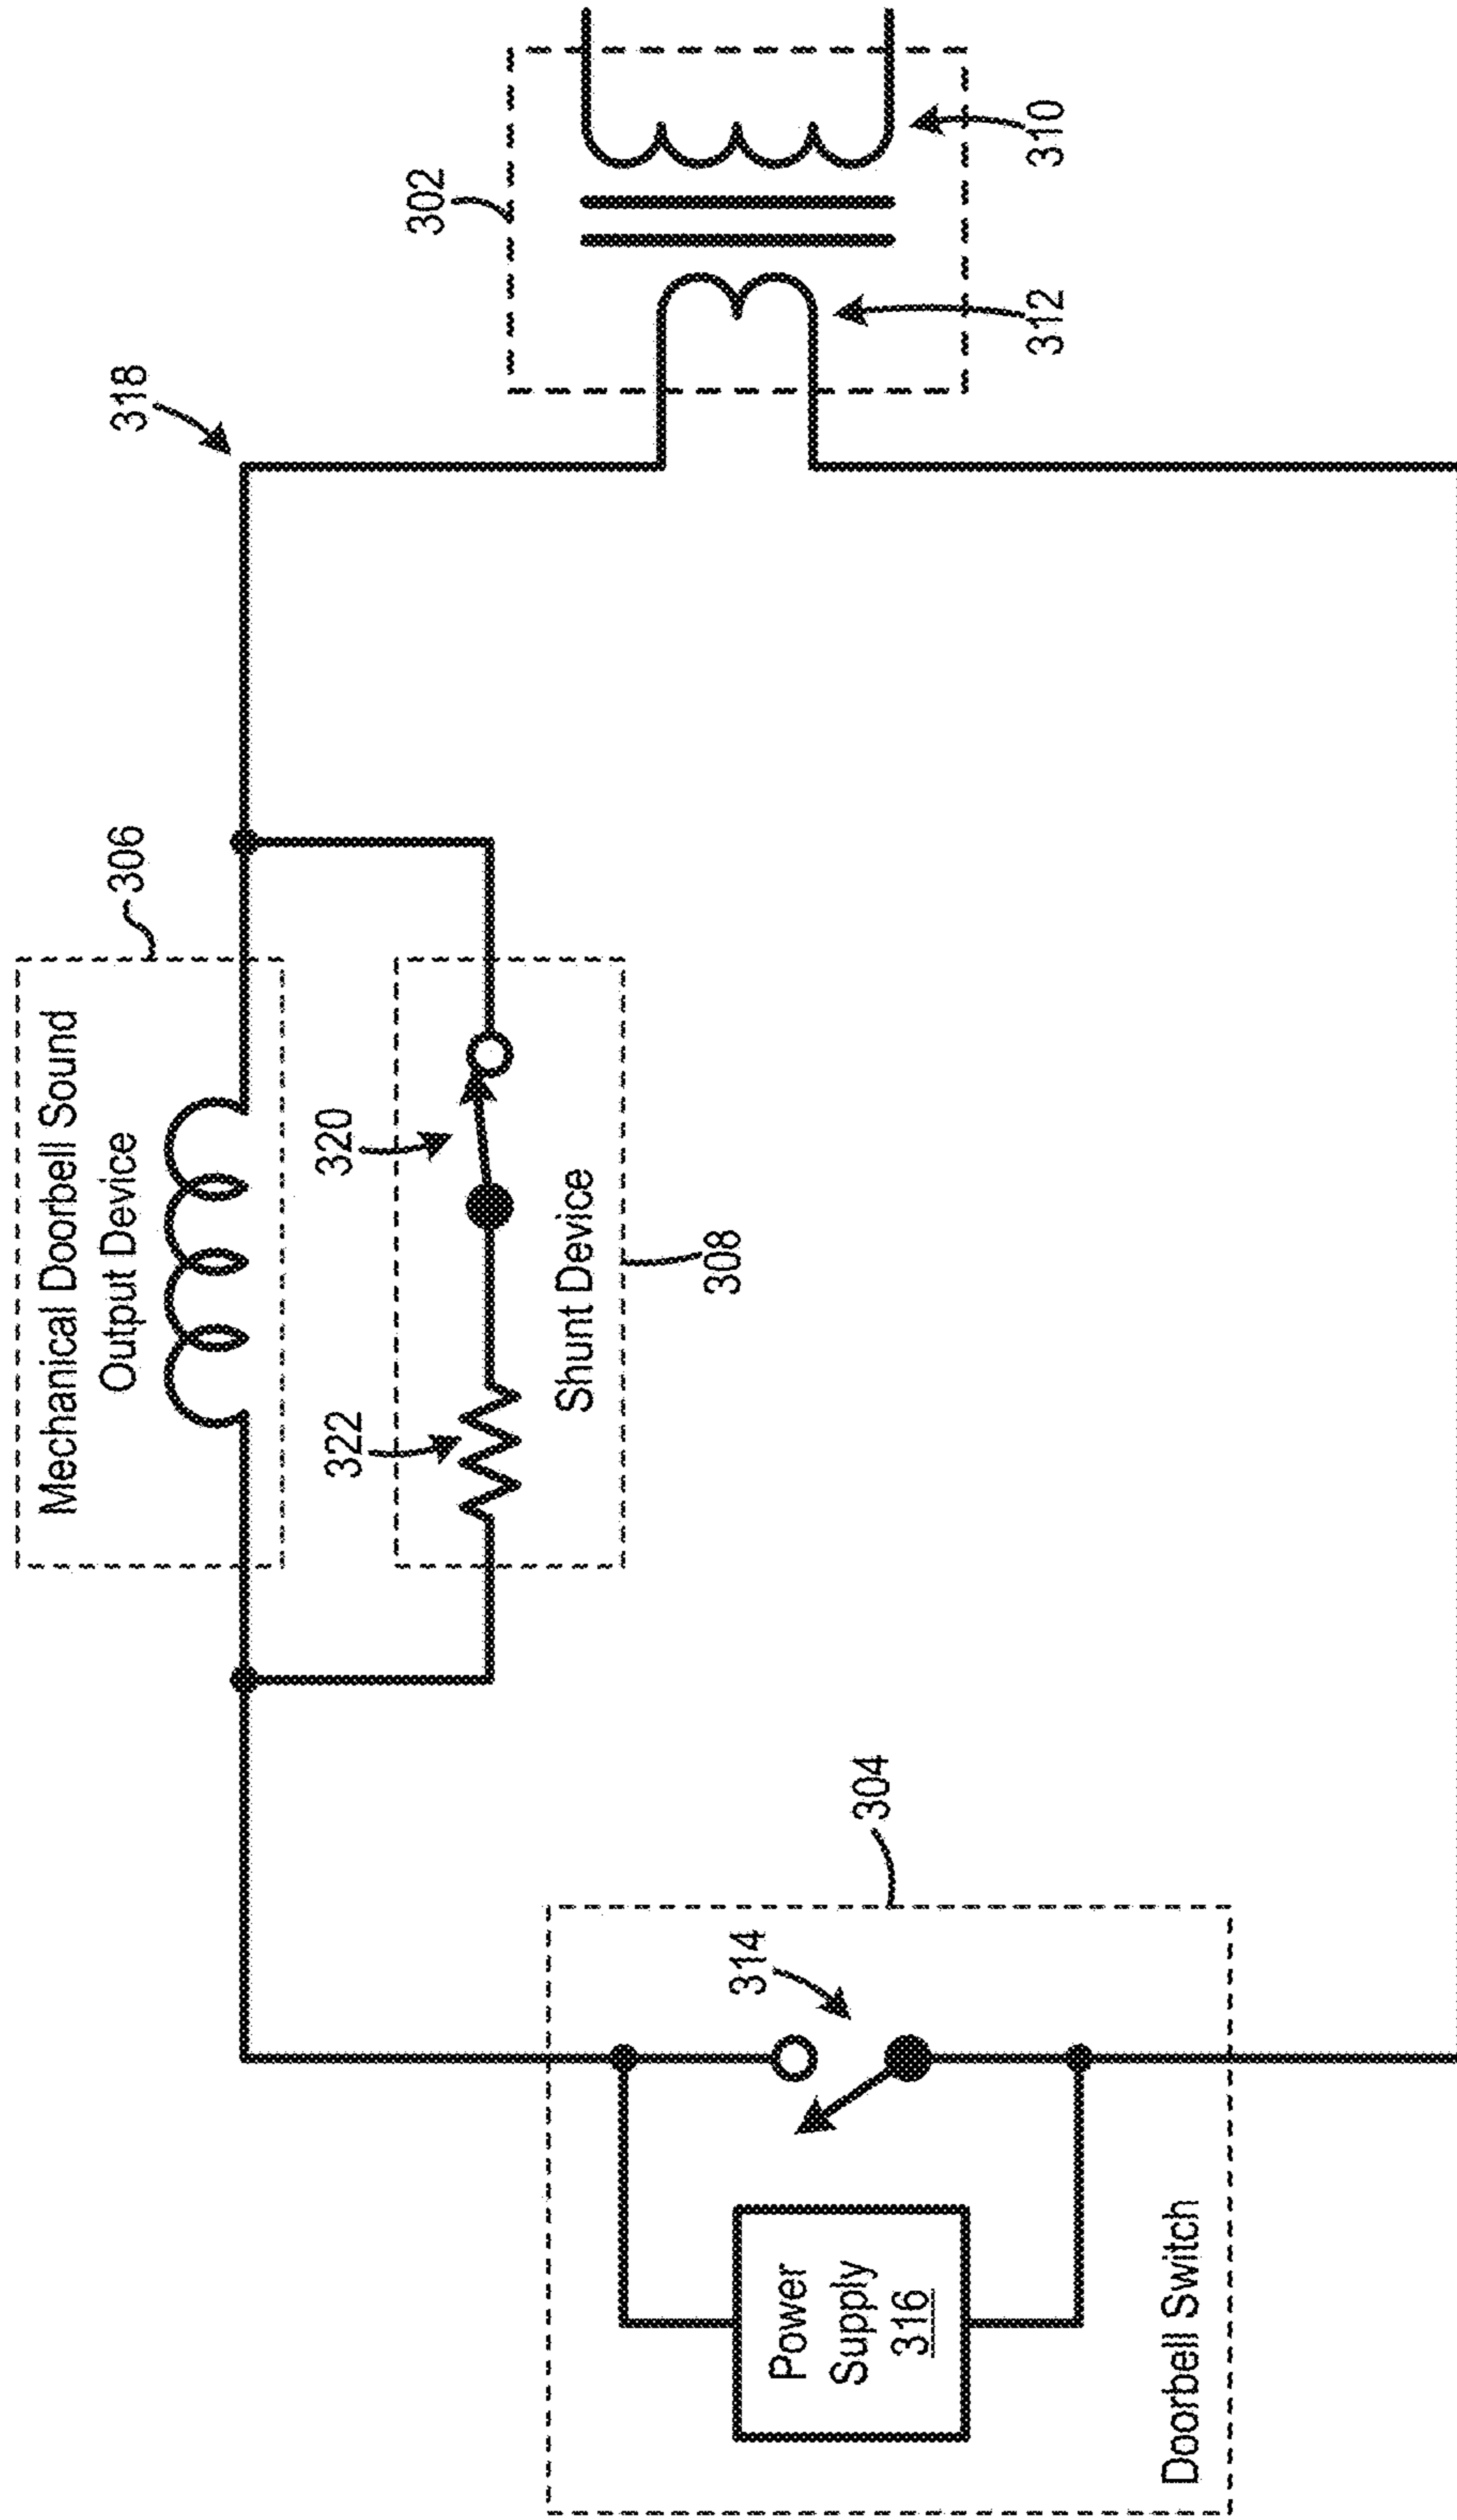 Mechanical Doorbell Sound
Output Device
306
318
302
310
312
320
322
Shunt Device
308
304
314
Power
Supply
316
Doorbell Switch